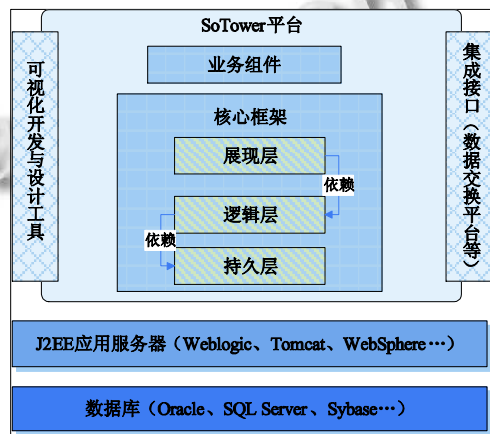 SoTower平台
业务组件
可视化开发与设计工具
核心框架
展现层
依赖
逻辑层
依赖
持久层
集成接口（数据交换平台等）
J2EE应用服务器（Weblogic、Tomcat、WebSphere…）
数据库（Oracle、SQL Server、Sybase…）